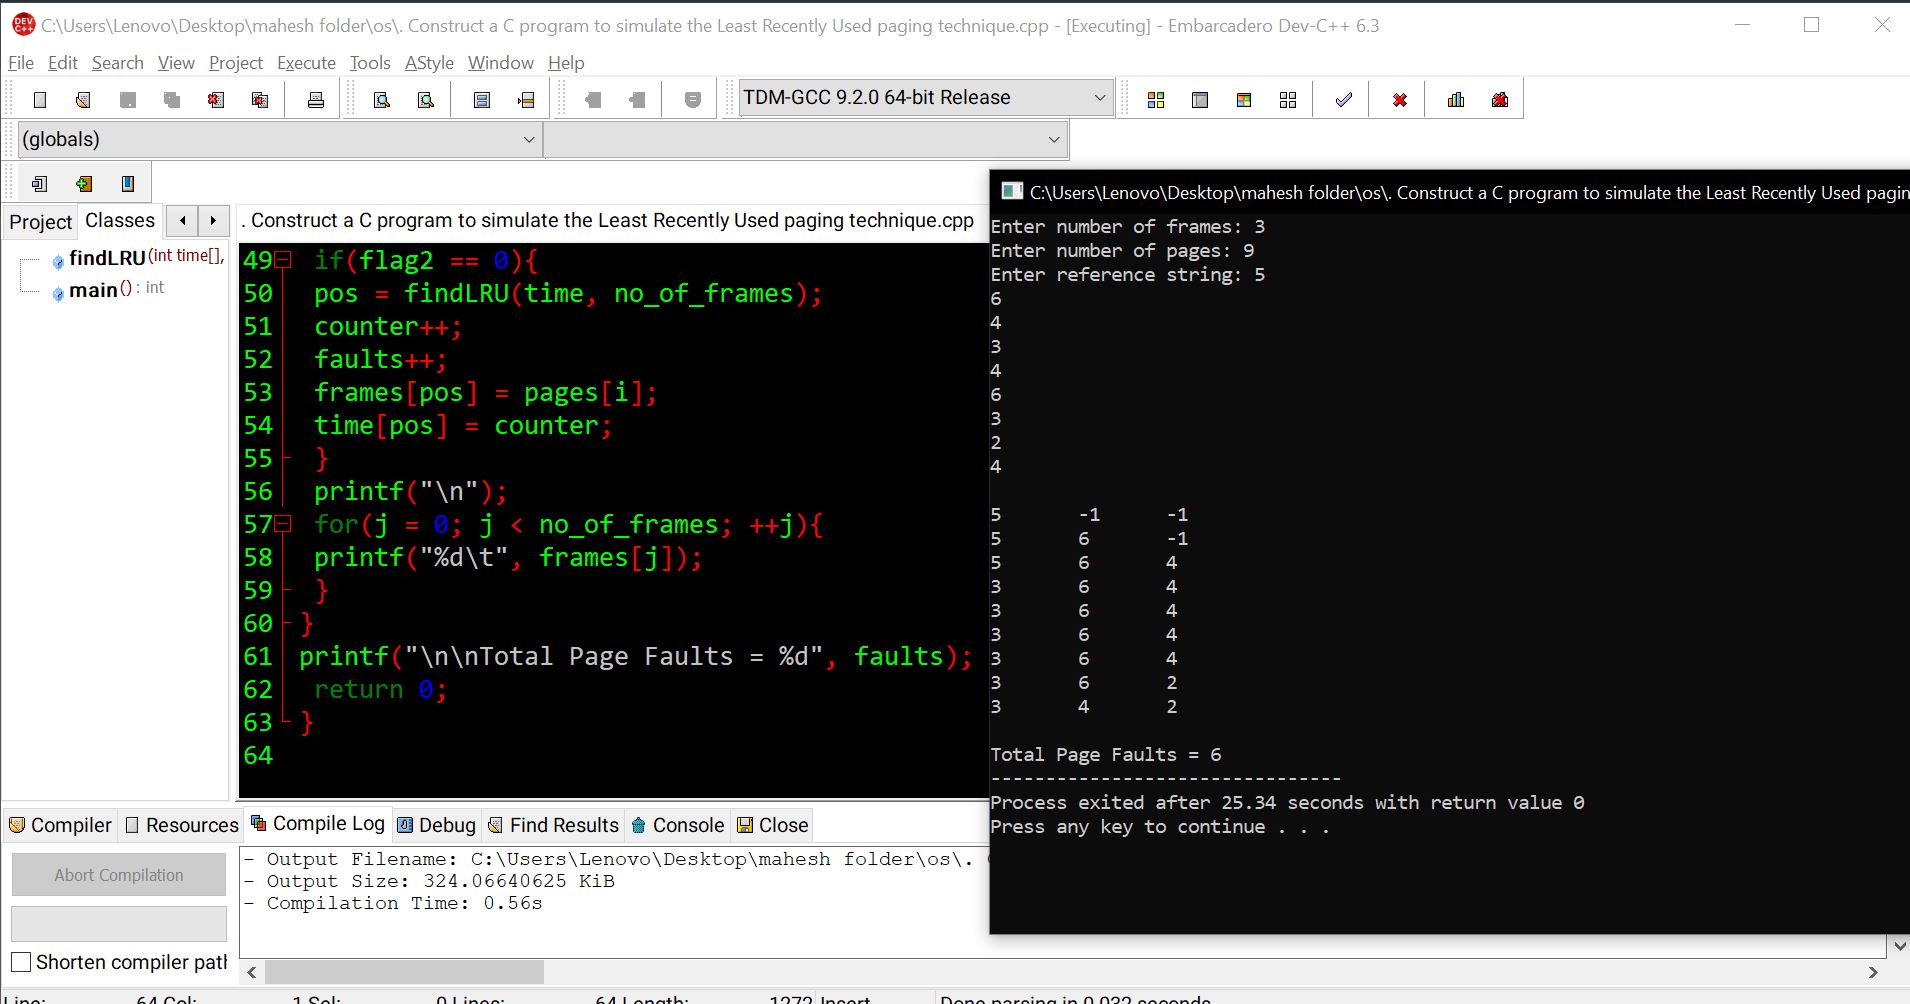 C:\Users\Lenovo\Desktop\mahesh folder\os\. Construct a C program to simulate the Least Recently Used paging technique.cpp - [Executing] - Embarcadero Dev-C++ 6.3
File Edit Search View Project Execute Tools AStyle Window Help
TDM-GCC 9.2.0 64-bit Release
(globals)
Project Classes
findLRU (int time[],
main () : int
. Construct a C program to simulate the Least Recently Used paging technique.cpp
49 if(flag2 == 0){
50 pos = findLRU(time, no_of_frames);
51 counter++;
52 faults++;
53 frames[pos] = pages[i];
54 time[pos] = counter;
55 }
56 printf("\n");
57 for(j = 0; j < no_of_frames; ++j){
58 printf("%d\t", frames[j]);
59 }
60 }
61 printf("\n\nTotal Page Faults = %d", faults);
62 return 0;
63 }
64
C:\Users\Lenovo\Desktop\mahesh folder\os\. Construct a C program to simulate the Least Recently Used pagin
Enter number of frames: 3
Enter number of pages: 9
Enter reference string: 5
6
4
3
4
6
3
2
4
5 -1 -1
5 6 -1
5 6 4
3 6 4
3 6 4
3 6 4
3 6 4
3 6 2
3 4 2
Total Page Faults = 6
--------------------------------
Process exited after 25.34 seconds with return value 0
Press any key to continue . . .
Compiler Resources Compile Log Debug Find Results Console Close
Abort Compilation
Shorten compiler path
- Output Filename: C:\Users\Lenovo\Desktop\mahesh folder\os\.
- Output Size: 324.06640625 KiB
- Compilation Time: 0.56s
Line: 64 Col: 1 Sel: 0 Lines: 64 Length: 1272 Insert Done parsing in 0.032 seconds